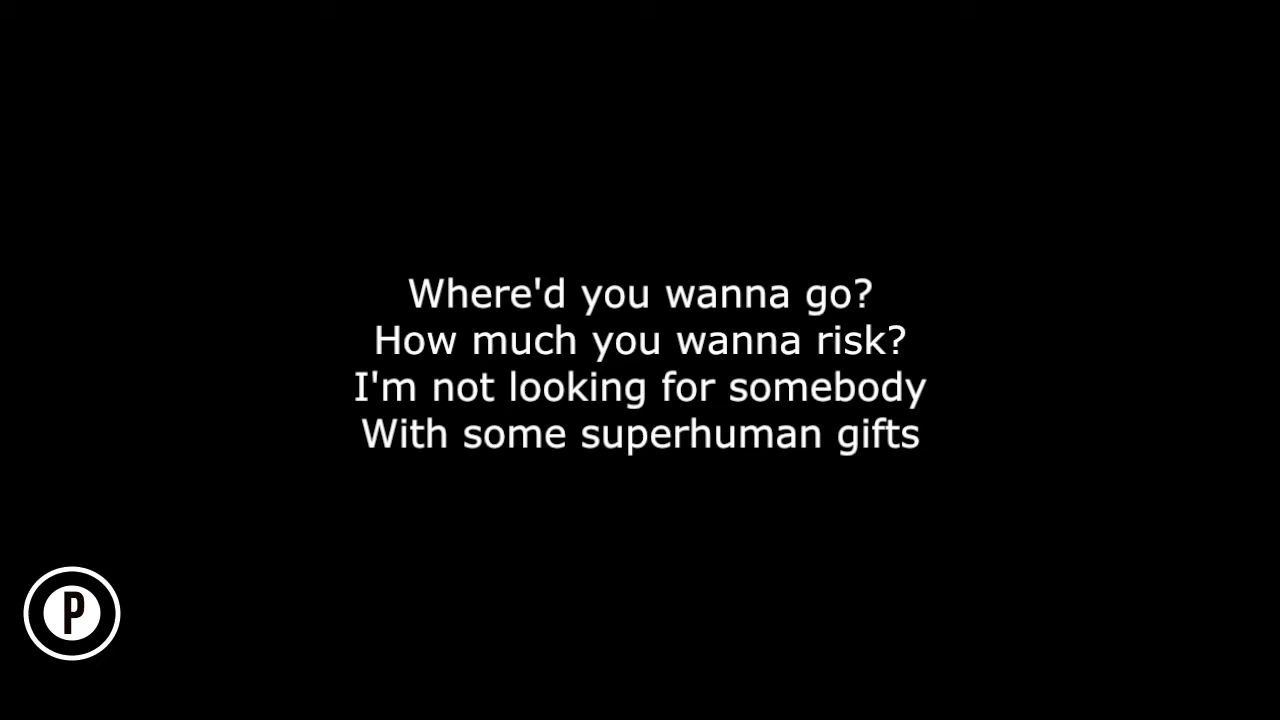 Where'd you wanna go?
How much you wanna risk?
I'm not looking for somebody
With some superhuman gifts
P